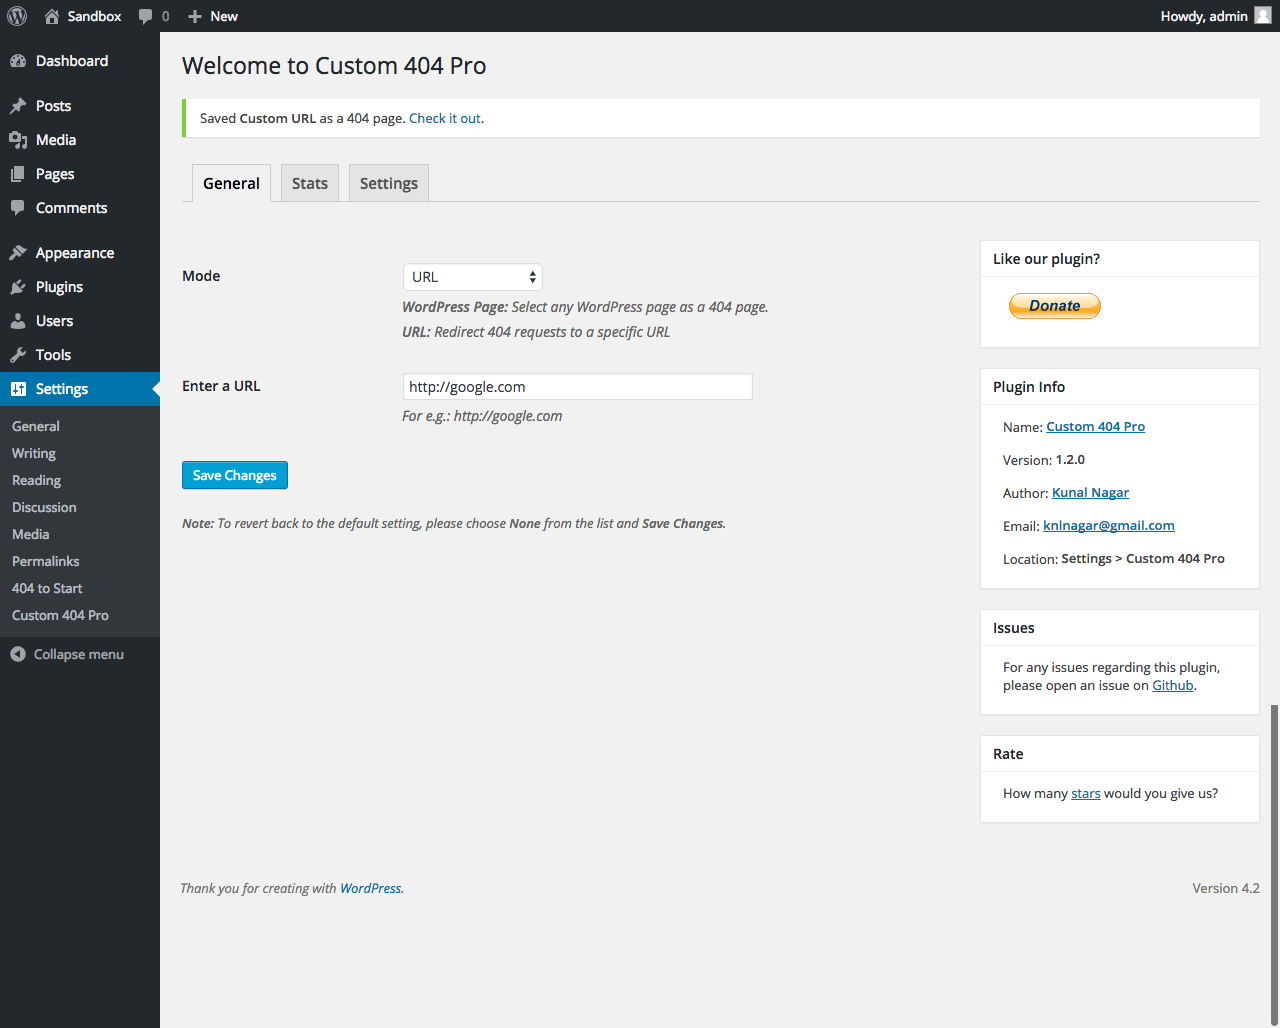 Sandbox 0 New Howdy, admin
Dashboard
Posts
Media
Pages
Comments
Appearance
Plugins
Users
Tools
Settings
General
Writing
Reading
Discussion
Media
Permalinks
404 to Start
Custom 404 Pro
Collapse menu
Welcome to Custom 404 Pro
Saved Custom URL as a 404 page. Check it out.
General Stats Settings
Mode URL
WordPress Page: Select any WordPress page as a 404 page.
URL: Redirect 404 requests to a specific URL
Enter a URL http://google.com
For e.g.: http://google.com
Save Changes
Note: To revert back to the default setting, please choose None from the list and Save Changes.
Like our plugin?
Donate
Plugin Info
Name: Custom 404 Pro
Version: 1.2.0
Author: Kunal Nagar
Email: knlnagar@gmail.com
Location: Settings > Custom 404 Pro
Issues
For any issues regarding this plugin,
please open an issue on Github.
Rate
How many stars would you give us?
Thank you for creating with WordPress. Version 4.2